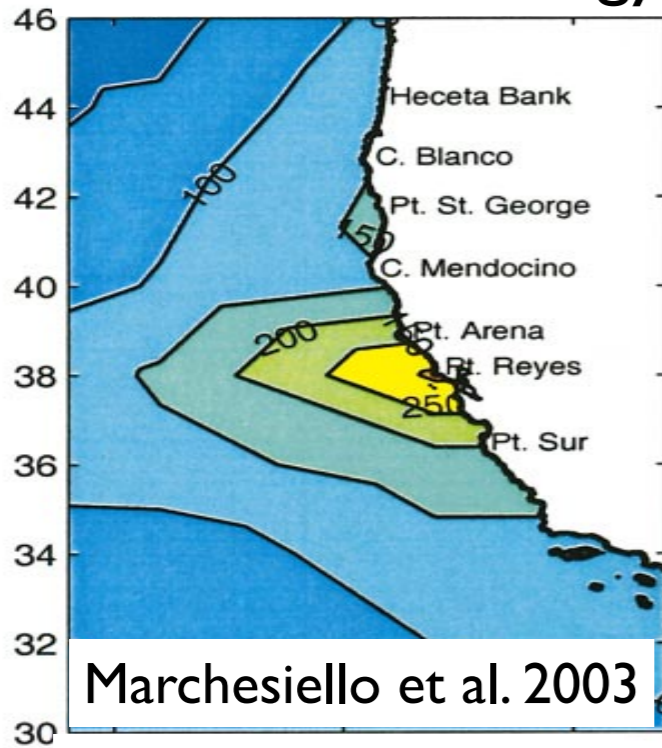 46
44
42
40
38
36
34
32
30
Heceta Bank
C. Blanco
Pt. St. George
C. Mendocino
Pt. Arena
Pt. Reyes
Pt. Sur
100
150
200
250
Marchesiello et al. 2003